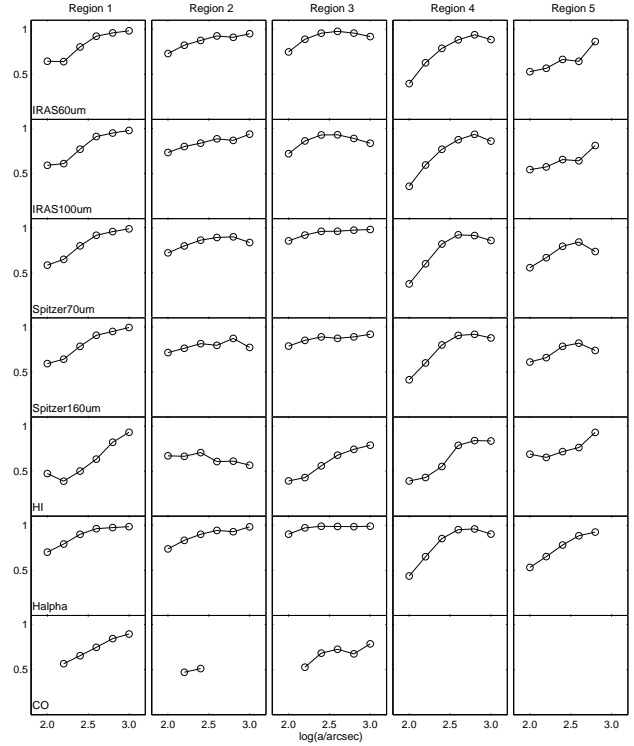 Region 1 Region 2 Region 3 Region 4 Region 5
1
0.5
IRAS60um
1
0.5
IRAS100um
1
0.5
Spitzer70um
1
0.5
Spitzer160um
1
0.5
HI
1
0.5
Halpha
1
0.5
CO
2.0 2.5 3.0 2.0 2.5 3.0 2.0 2.5 3.0 2.0 2.5 3.0 2.0 2.5 3.0
log(a/arcsec)